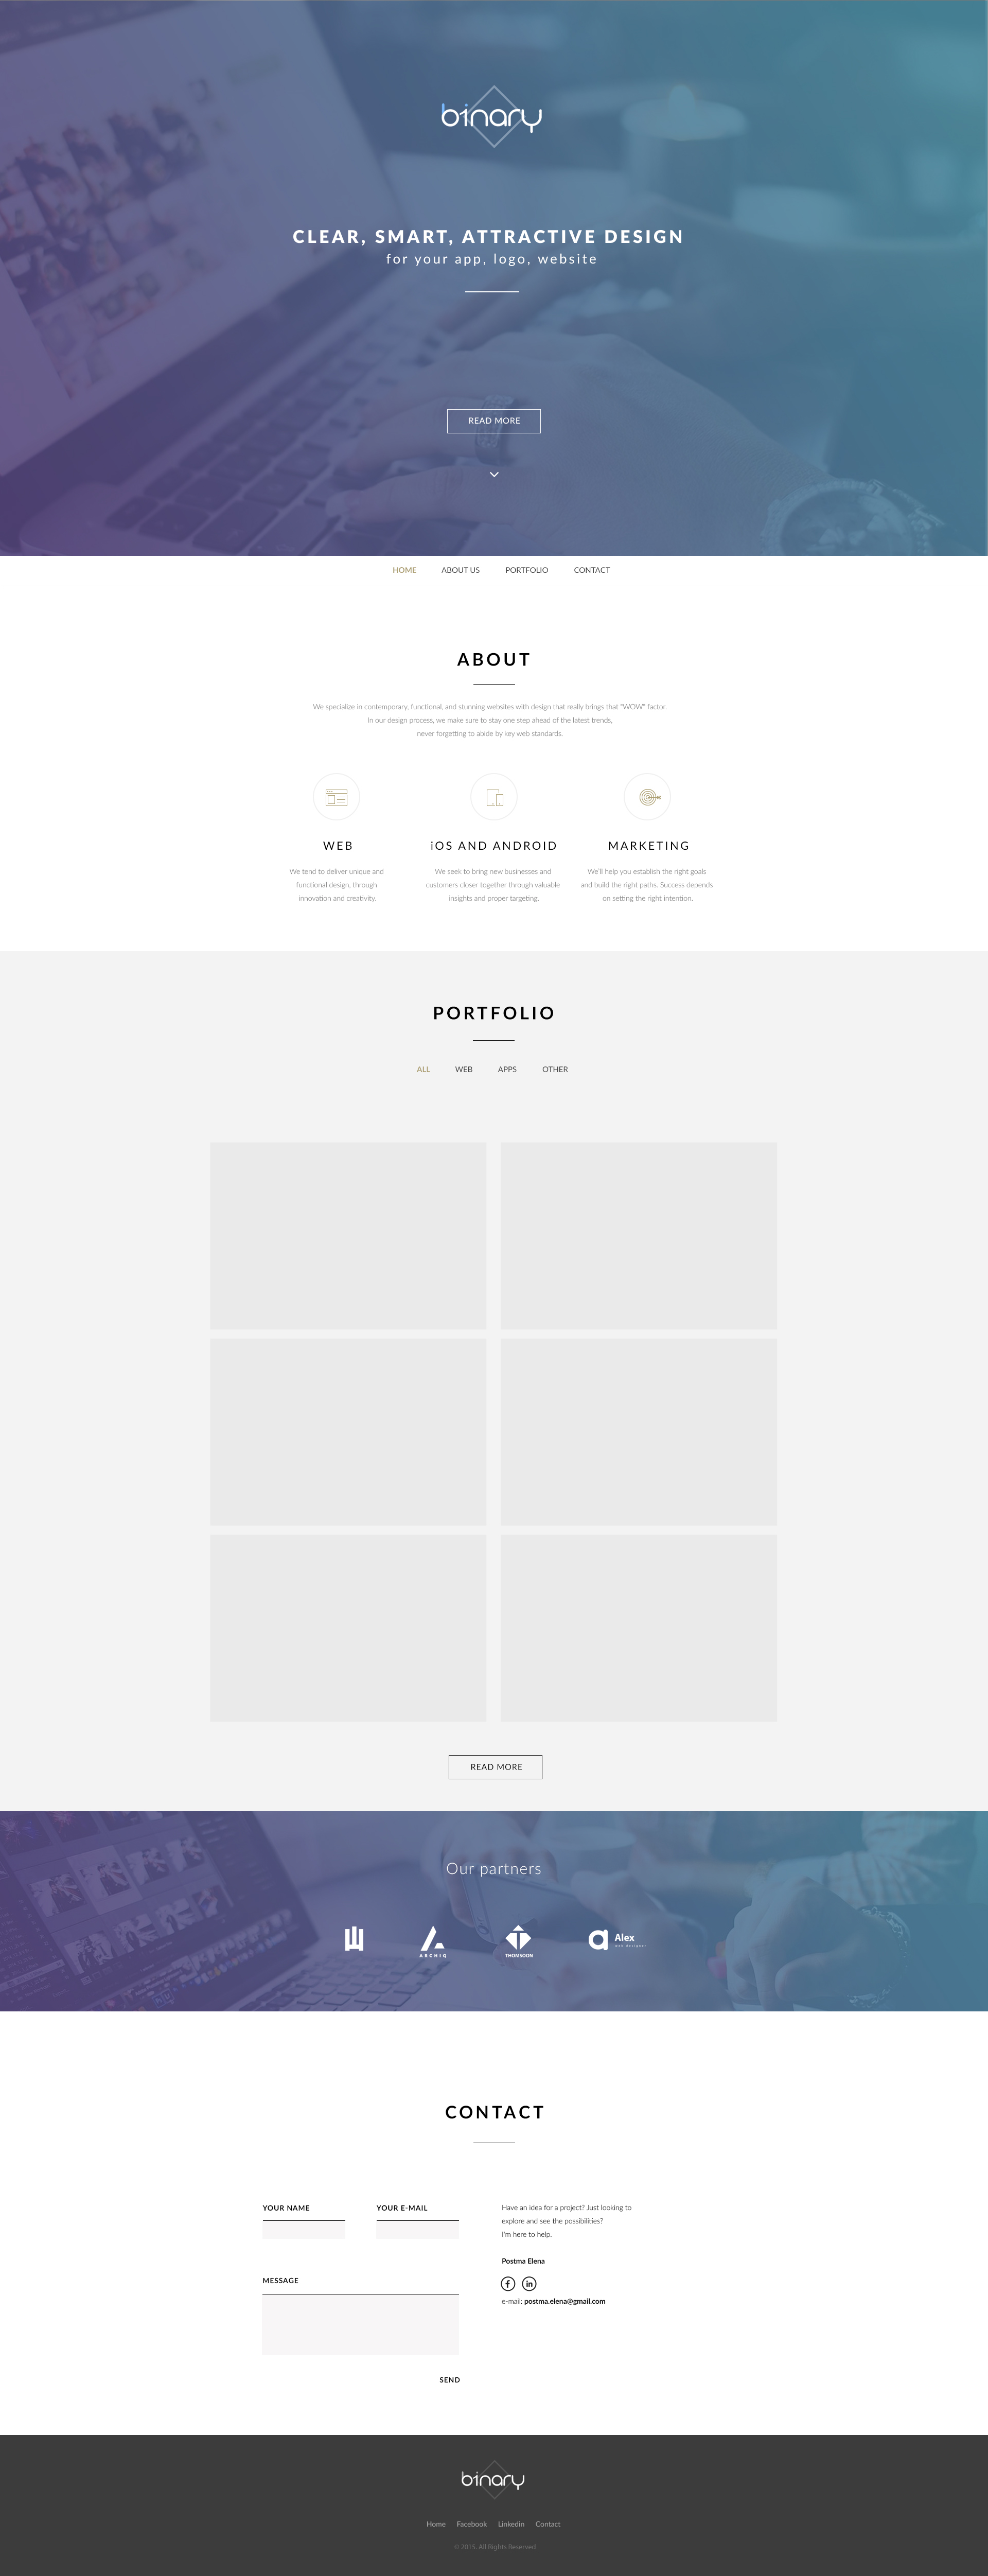 b1nary
CLEAR, SMART, ATTRACTIVE DESIGN
for your app, logo, website
READ MORE
HOME ABOUT US PORTFOLIO CONTACT
ABOUT
We specialize in contemporary, functional, and stunning websites with design that really brings that "WOW" factor.
In our design process, we make sure to stay one step ahead of the latest trends,
never forgetting to abide by key web standards.
WEB
We tend to deliver unique and
functional design, through
innovation and creativity.
iOS AND ANDROID
We seek to bring new businesses and
customers closer together through valuable
insights and proper targeting.
MARKETING
We'll help you establish the right goals
and build the right paths. Success depends
on setting the right intention.
PORTFOLIO
ALL WEB APPS OTHER
READ MORE
Our partners
ARCHIQ
THOMSOON
a Alex
web designer
CONTACT
YOUR NAME
YOUR E-MAIL
MESSAGE
SEND
Have an idea for a project? Just looking to
explore and see the possibilities?
I'm here to help.
Postma Elena
f in
e-mail: postma.elena@gmail.com
b1nary
Home Facebook Linkedin Contact
© 2015, All Rights Reserved